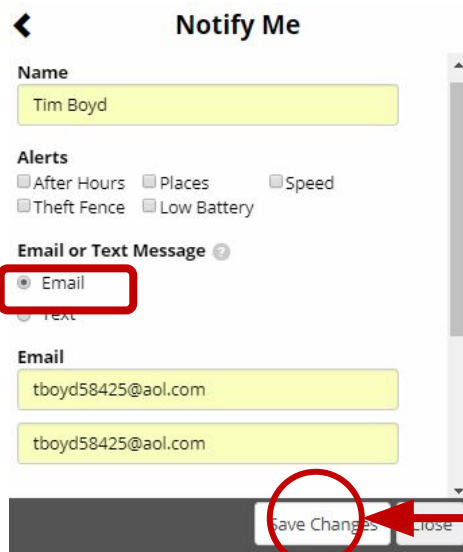 Notify Me
Name
Tim Boyd
Alerts
After Hours Places Speed
Theft Fence Low Battery
Email or Text Message ?
Email
Text
Email
tboyd58425@aol.com
tboyd58425@aol.com
Save Changes Close